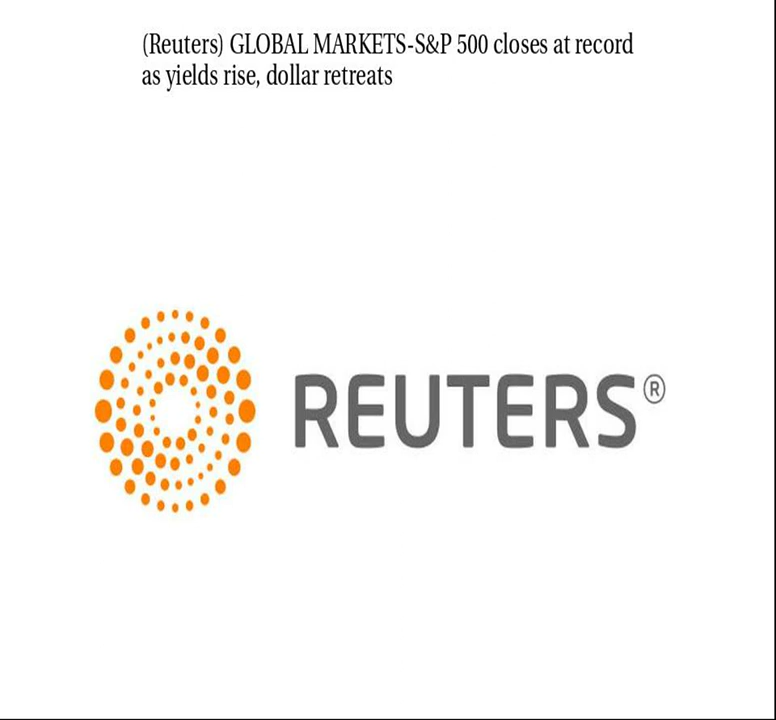 (Reuters) GLOBAL MARKETS-S&P 500 closes at record
as yields rise, dollar retreats
REUTERS®